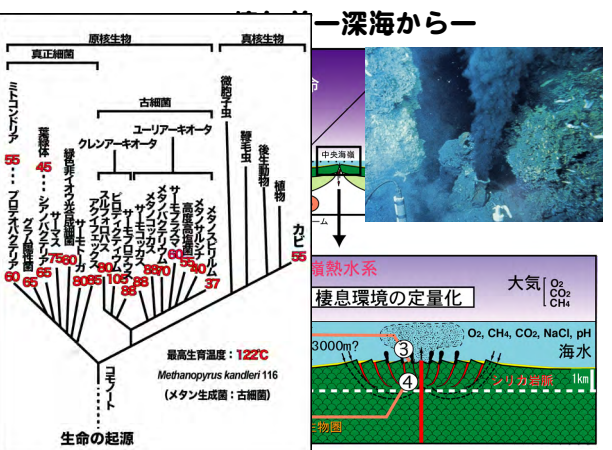 ー深海からー
原核生物
真核生物
真正細菌
古細菌
クレンアーキオータ
ユーリアーキオータ
ミトコンドリア
55
プロテオバクテリア
60
グラム陽性菌
65
葉緑体
45
シアノバクテリア
65
サーマス
75
緑色非イオウ光合成細菌
60
サーモトーガ
80
アクイフェックス
85
スルフォロバス
90
ピロディクティウム
105
サーモプロテウス
88
サーモコッカス
88
メタノコッカス
88
メタノバクテリウム
70
サーモプラズマ
60
高度高塩菌
55
メタノサルシナ
40
メタノスピリルム
37
微胞子虫
鞭毛虫
後生動物
植物
カビ
55
最高生育温度：122℃
Methanopyrus kandleri 116
（メタン生成菌：古細菌）
コモノート
生命の起源
命
中央海嶺
ーム
嶺熱水系
棲息環境の定量化
大気
O2
CO2
CH4
3000m?
③
O2, CH4, CO2, NaCl, pH
海水
④
シリカ岩脈
1km
生物圏